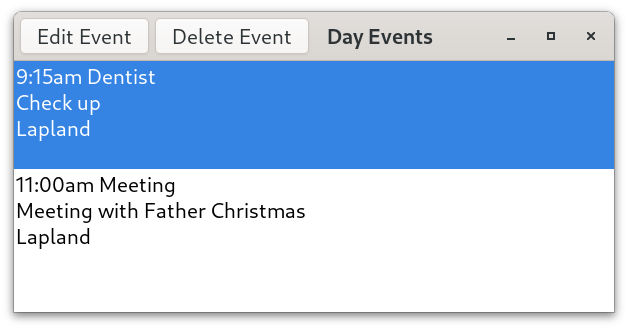 Edit Event Delete Event Day Events
9:15am Dentist
Check up
Lapland
11:00am Meeting
Meeting with Father Christmas
Lapland